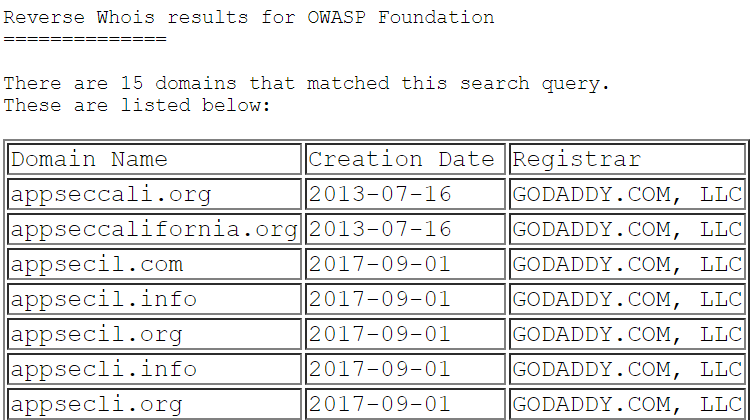 Reverse Whois results for OWASP Foundation
==============
There are 15 domains that matched this search query.
These are listed below:
Domain Name Creation Date Registrar
appseccali.org 2013-07-16 GODADDY.COM, LLC
appseccalifornia.org 2013-07-16 GODADDY.COM, LLC
appsecil.com 2017-09-01 GODADDY.COM, LLC
appsecil.info 2017-09-01 GODADDY.COM, LLC
appsecil.org 2017-09-01 GODADDY.COM, LLC
appsecli.info 2017-09-01 GODADDY.COM, LLC
appsecli.org 2017-09-01 GODADDY.COM, LLC